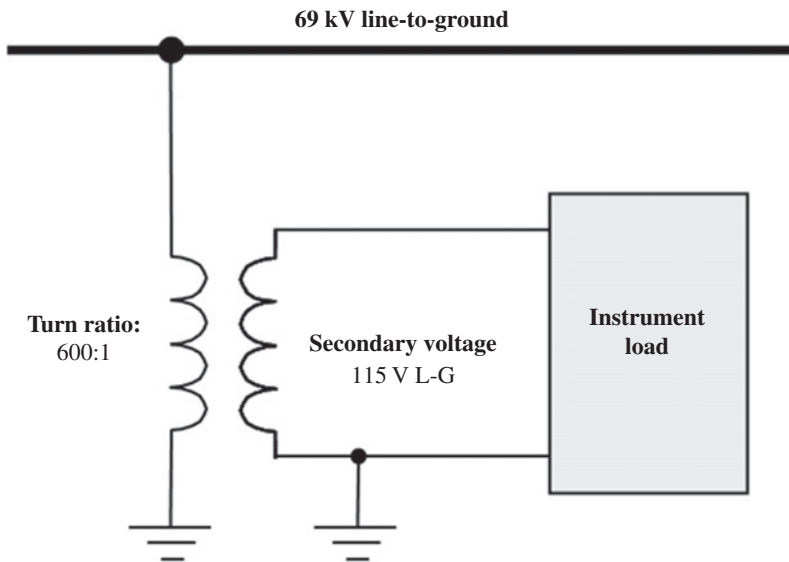 69 kV line-to-ground
Turn ratio:
600:1
Secondary voltage
115 V L-G
Instrument
load